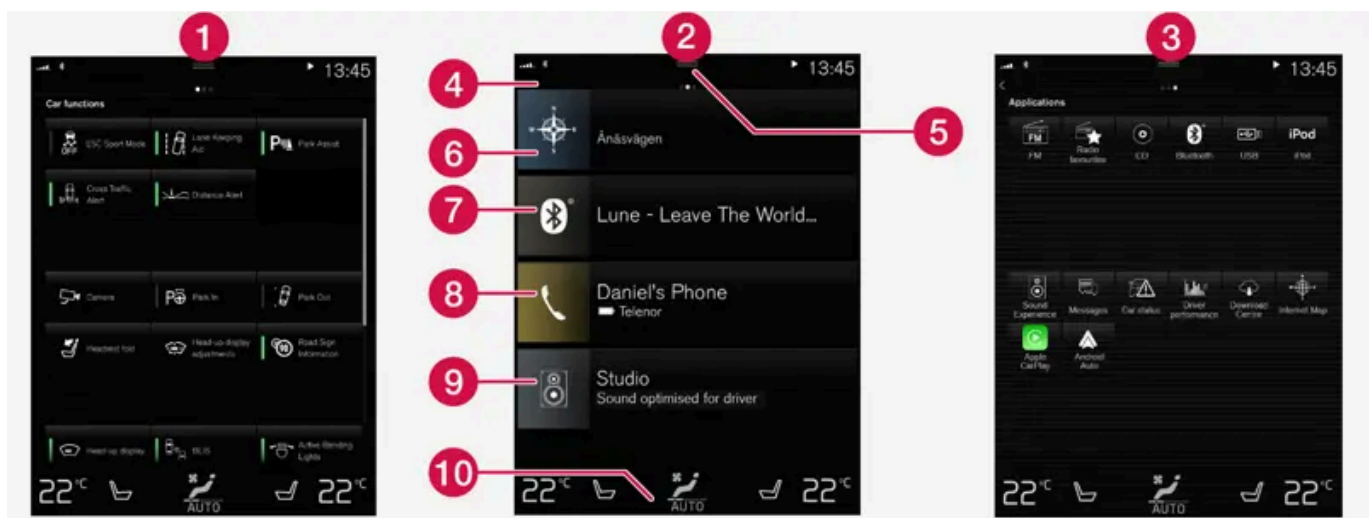 1
2
3
13:45
Car functions
ESC Sport Mode
OFF
Lane Keeping
Aid
Park Assist
Cross Traffic
Alert
Distance Alert
Camera
Park In
Park Out
Headrest fold
Head-up-display
adjustments
Road Sign
Information
Head-up display
BLIS
Active Bending
Lights
22°C
AUTO
22°C
4
13:45
5
6
Ånäsvägen
7
Lune - Leave The World...
8
Daniel's Phone
Telenor
9
Studio
Sound optimised for driver
10
22°C
AUTO
22°C
13:45
Applications
FM
FM
Radio
favourites
CD
Bluetooth
USB
iPod
iPod
Sound
Experience
Messages
Car status
Driver
performance
Download
Centre
Internet Map
Apple
CarPlay
Android
Auto
22°C
AUTO
22°C